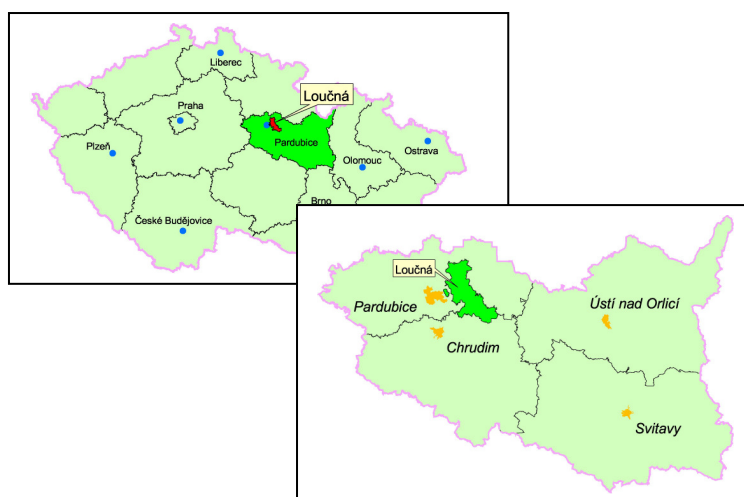 Liberec
Loučná
Praha
Pardubice
Plzeň
Ostrava
Olomouc
Brno
České Budějovice
Loučná
Pardubice
Ústí nad Orlicí
Chrudim
Svitavy